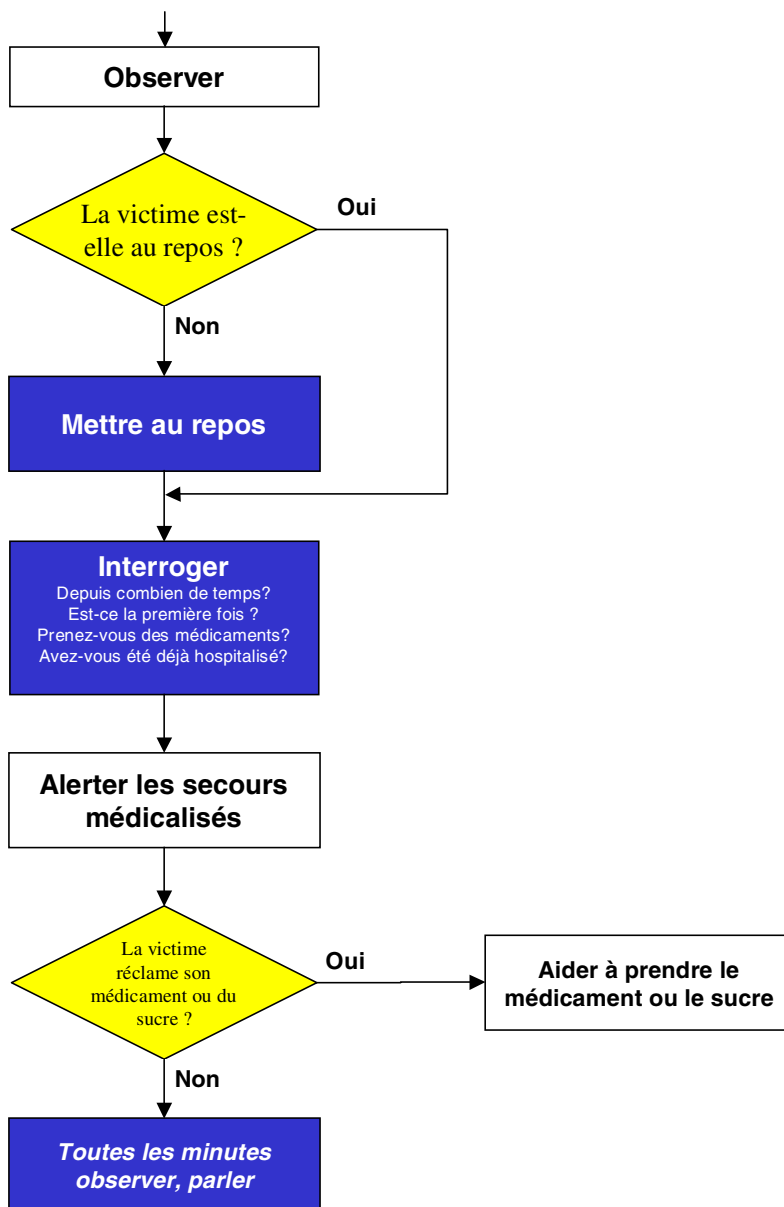 Observer
La victime est-
elle au repos ?
Oui
Non
Mettre au repos
Interroger
Depuis combien de temps?
Est-ce la première fois ?
Prenez-vous des médicaments?
Avez-vous été déjà hospitalisé?
Alerter les secours
médicalisés
La victime
réclame son
médicament ou du
sucre ?
Oui
Aider à prendre le
médicament ou le sucre
Non
Toutes les minutes
observer, parler